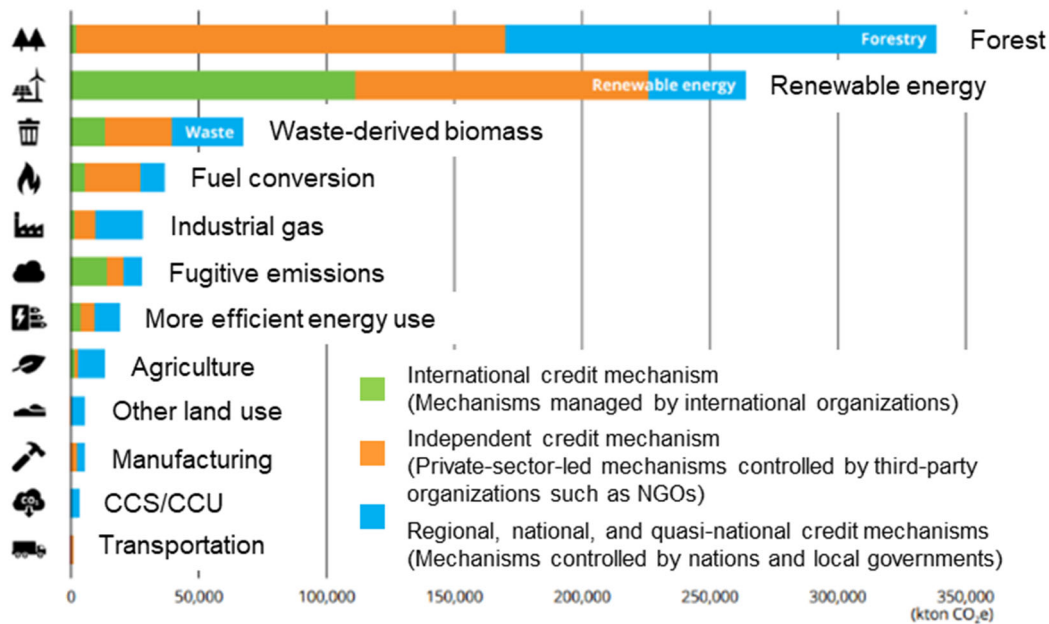 Forestry
Forest
Renewable energy
Renewable energy
Waste
Waste-derived biomass
Fuel conversion
Industrial gas
Fugitive emissions
More efficient energy use
Agriculture
Other land use
Manufacturing
CO₂
CCS/CCU
Transportation
International credit mechanism
(Mechanisms managed by international organizations)
Independent credit mechanism
(Private-sector-led mechanisms controlled by third-party
organizations such as NGOs)
Regional, national, and quasi-national credit mechanisms
(Mechanisms controlled by nations and local governments)
0 50,000 100,000 150,000 200,000 250,000 300,000 350,000
(kton CO₂e)